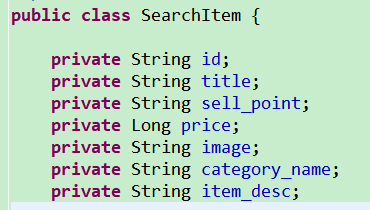 public class SearchItem {
private String id;
private String title;
private String sell_point;
private Long price;
private String image;
private String category_name;
private String item_desc;